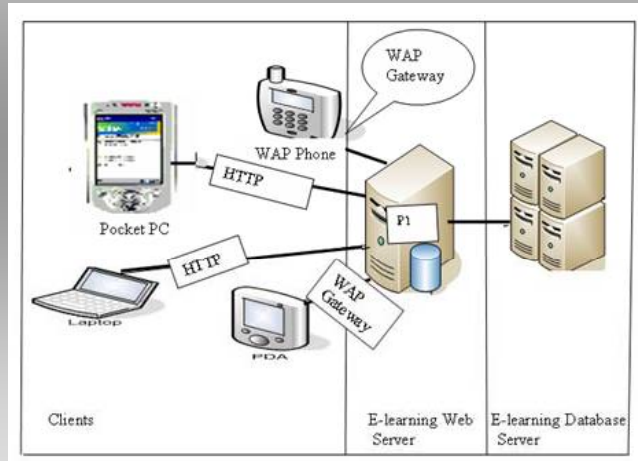 WAP
Gateway
WAP Phone
HTTP
Pocket PC
P1
HTTP
Laptop
WAP
Gateway
PDA
Clients
E-learning Web
Server
E-learning Database
Server